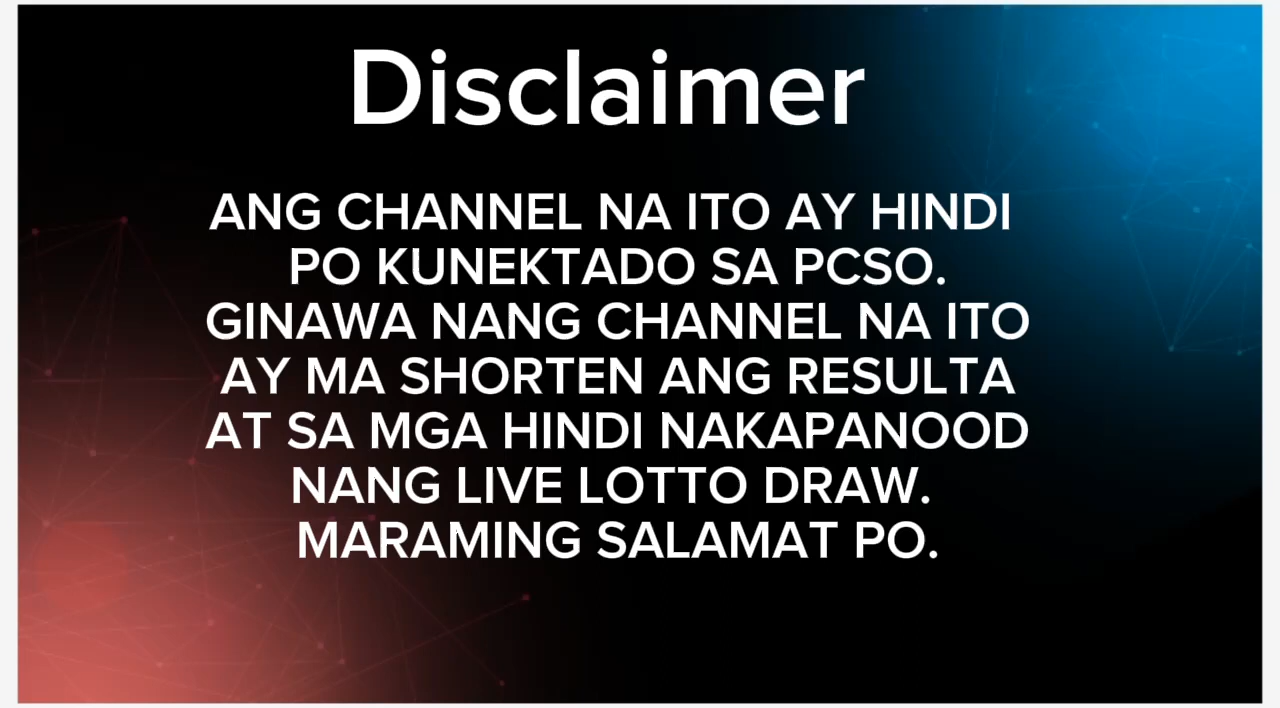 Disclaimer
ANG CHANNEL NA ITO AY HINDI
PO KUNEKTADO SA PCSO.
GINAWA NANG CHANNEL NA ITO
AY MA SHORTEN ANG RESULTA
AT SA MGA HINDI NAKAPANOOD
NANG LIVE LOTTO DRAW.
MARAMING SALAMAT PO.